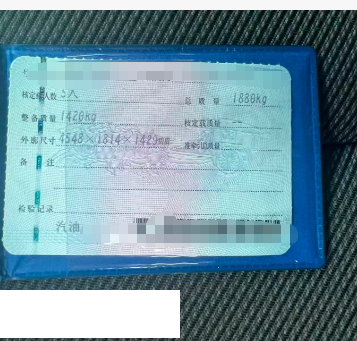 核定载人数 5人 总质量 1880Kg
整备质量 1426Kg 核定载质量 —
外廓尺寸 4548×1814×1429 准牵引总质量 —
备注
检验记录
汽油